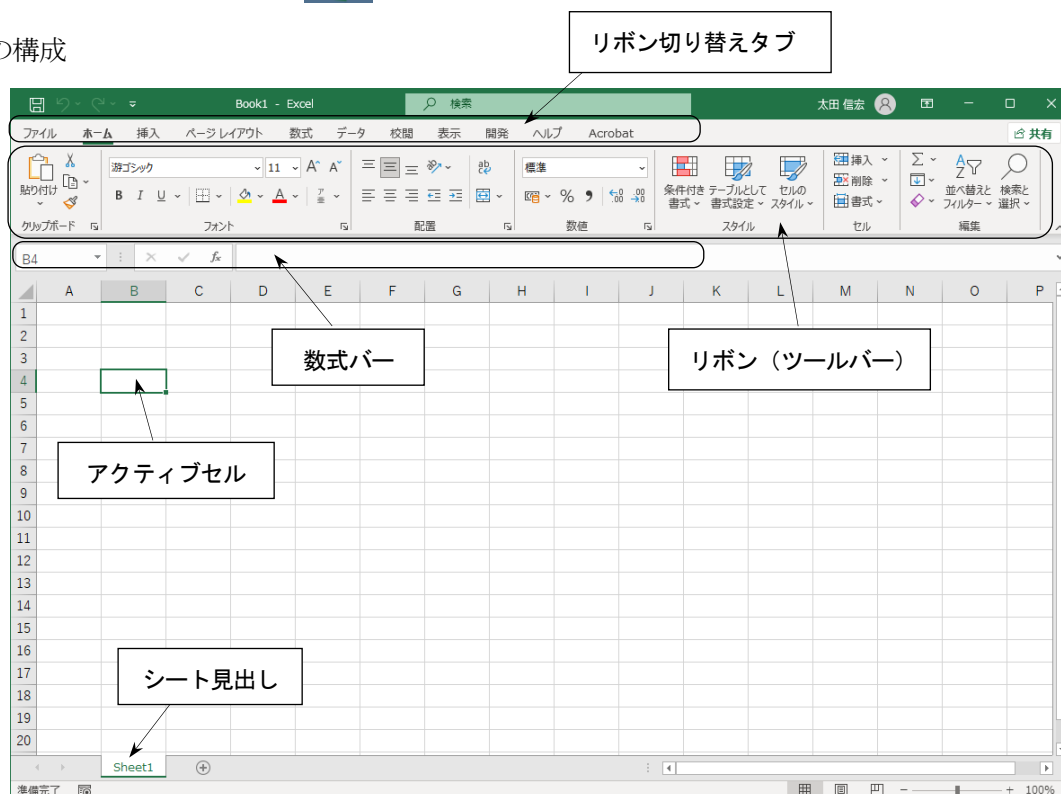 の構成
リボン切り替えタブ
Book1 - Excel
検索
太田 信宏
ファイル ホーム 挿入 ページ レイアウト 数式 データ 校閲 表示 開発 ヘルプ Acrobat
共有
貼り付け
クリップボード
游ゴシック 11 A A
B I U A
フォント
ab
配置
標準
% 9
数値
条件付き 書式
テーブルとして 書式設定
セルの スタイル
スタイル
挿入
削除
書式
セル
Σ
並べ替えと フィルター
検索と 選択
編集
B4 fx
A B C D E F G H I J K L M N O P
1
2
3
数式バー
リボン（ツールバー）
4
5
6
7
8
アクティブセル
9
10
11
12
13
14
15
16
17
シート見出し
18
19
20
Sheet1
準備完了
100%